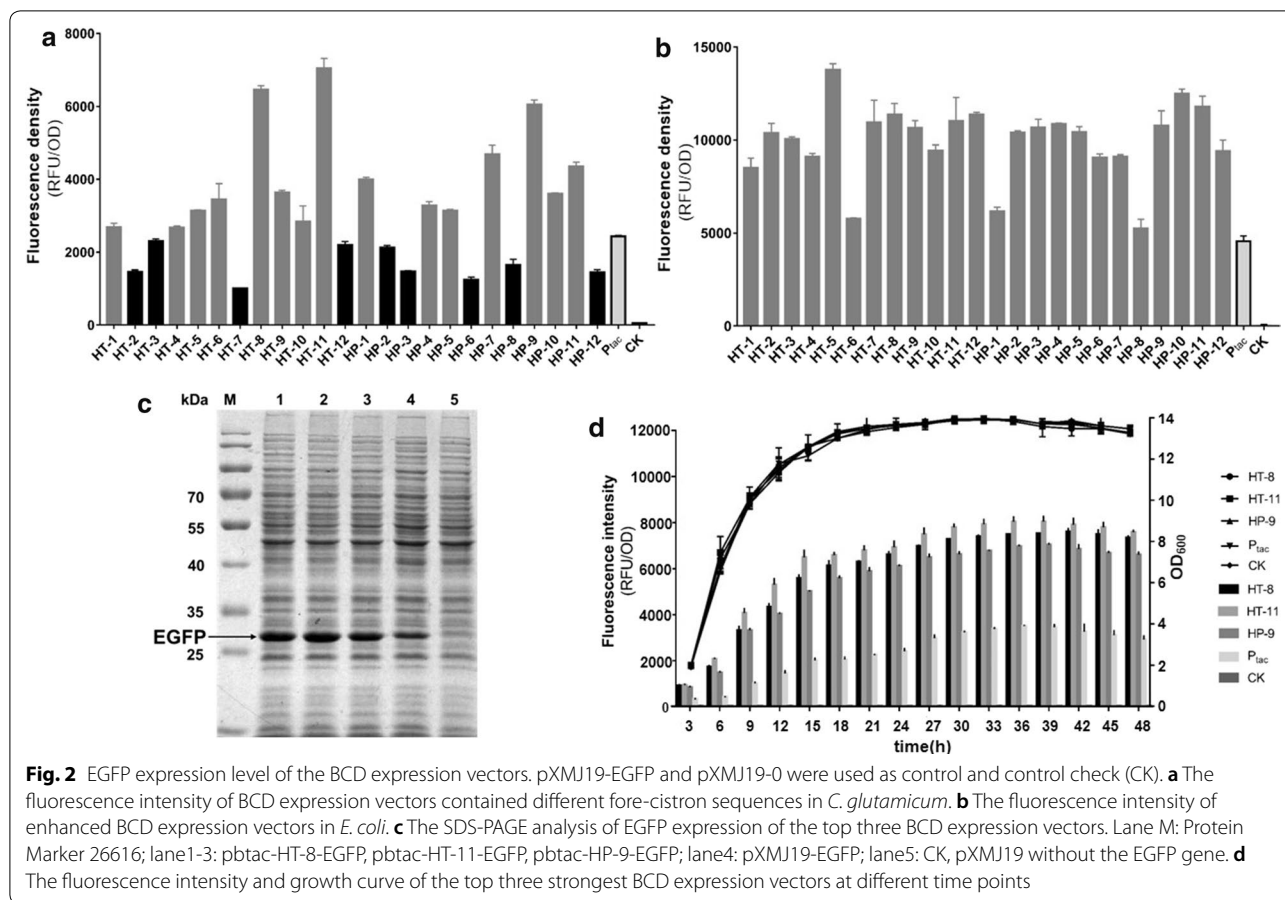 a
Fluorescence density
(RFU/OD)
8000
6000
4000
2000
0
HT-1
HT-2
HT-3
HT-4
HT-5
HT-6
HT-7
HT-8
HT-9
HT-10
HT-11
HT-12
HP-1
HP-2
HP-3
HP-4
HP-5
HP-6
HP-7
HP-8
HP-9
HP-10
HP-11
HP-12
Ptac
CK
b
Fluorescence density
(RFU/OD)
15000
10000
5000
0
HT-1
HT-2
HT-3
HT-4
HT-5
HT-6
HT-7
HT-8
HT-9
HT-10
HT-11
HT-12
HP-1
HP-2
HP-3
HP-4
HP-5
HP-6
HP-7
HP-8
HP-9
HP-10
HP-11
HP-12
Ptac
CK
c
kDa M 1 2 3 4 5
70
55
40
35
EGFP
25
d
Fluorescence intensity
(RFU/OD)
12000
10000
8000
6000
4000
2000
0
14
12
10
8
6
4
2
0
OD600
3 6 9 12 15 18 21 24 27 30 33 36 39 42 45 48
time(h)
HT-8
HT-11
HP-9
Ptac
CK
HT-8
HT-11
HP-9
Ptac
CK
Fig. 2 EGFP expression level of the BCD expression vectors. pXMJ19-EGFP and pXMJ19-0 were used as control and control check (CK). a The
fluorescence intensity of BCD expression vectors contained different fore-cistron sequences in C. glutamicum. b The fluorescence intensity of
enhanced BCD expression vectors in E. coli. c The SDS-PAGE analysis of EGFP expression of the top three BCD expression vectors. Lane M: Protein
Marker 26616; lane1-3: pbtac-HT-8-EGFP, pbtac-HT-11-EGFP, pbtac-HP-9-EGFP; lane4: pXMJ19-EGFP; lane5: CK, pXMJ19 without the EGFP gene. d
The fluorescence intensity and growth curve of the top three strongest BCD expression vectors at different time points